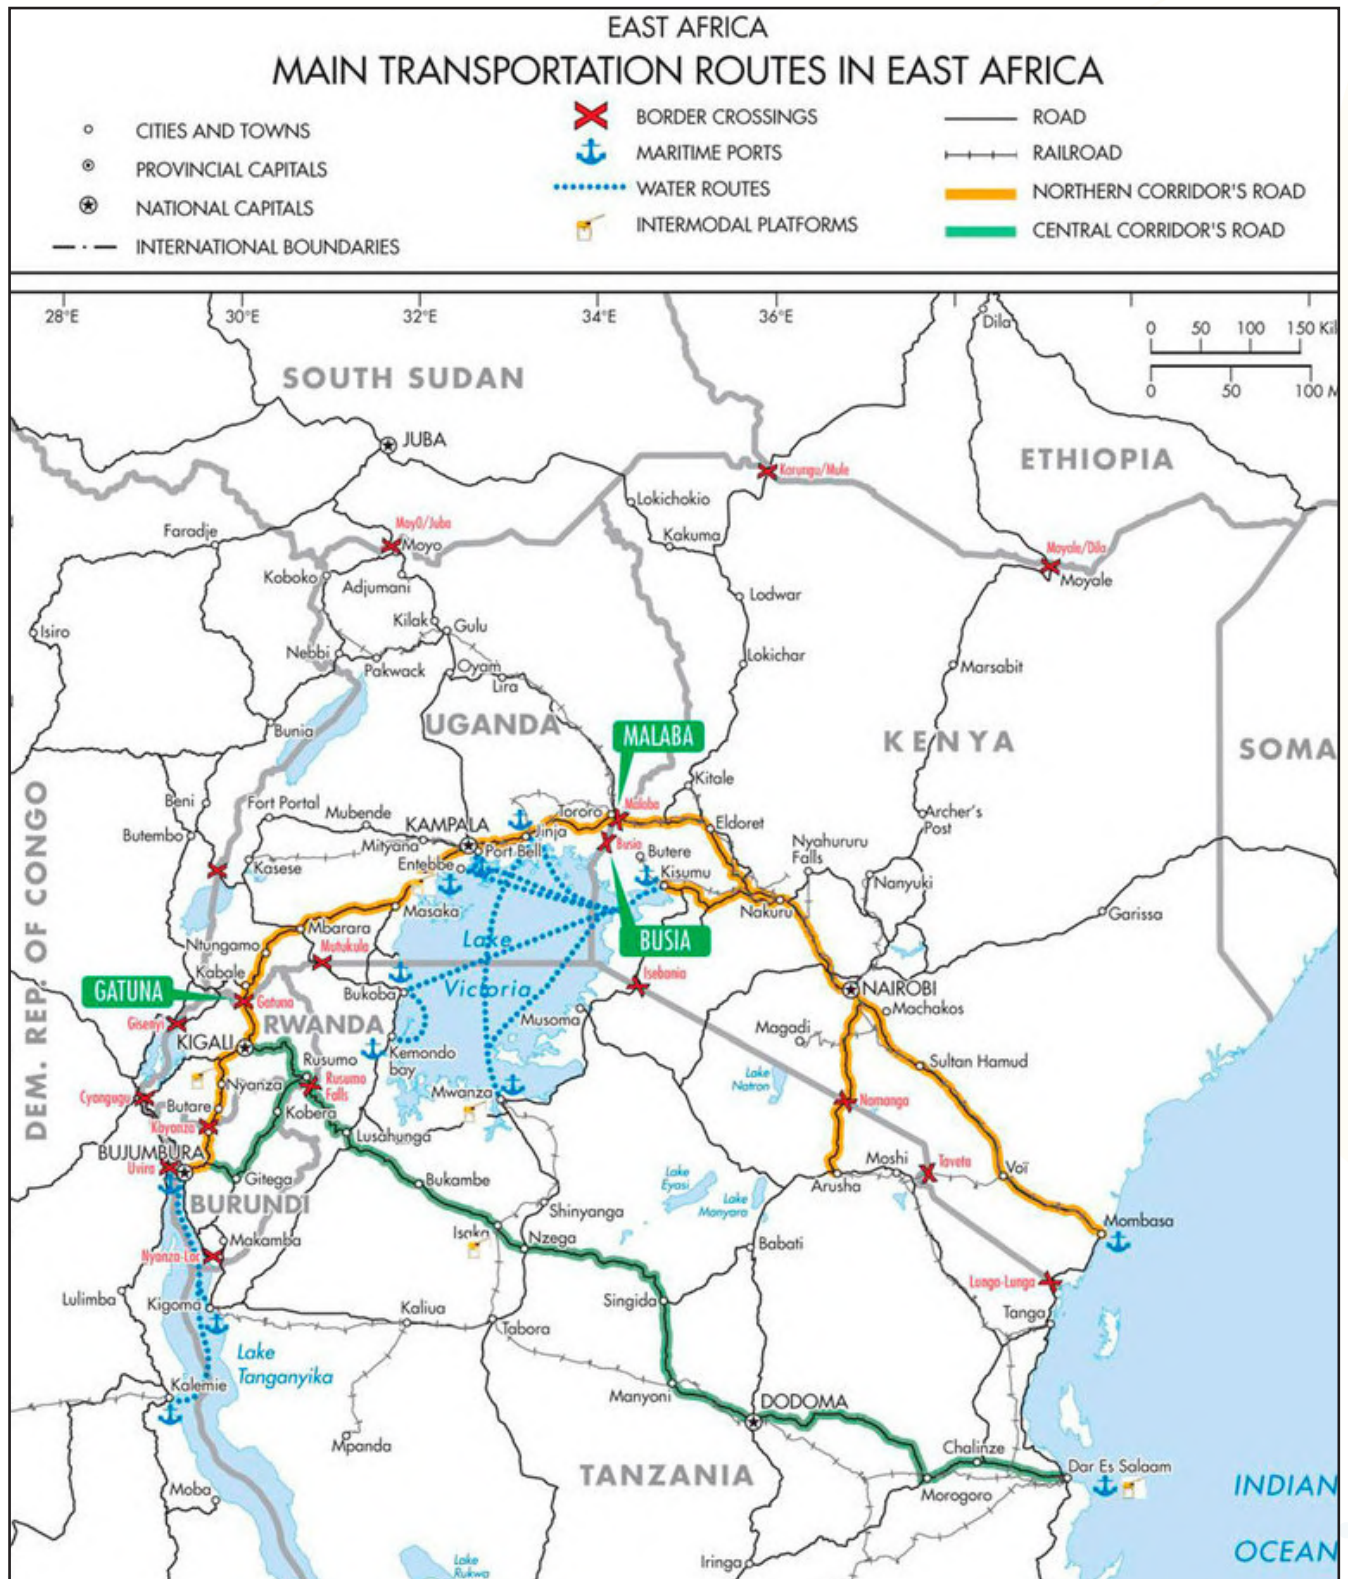 EAST AFRICA
MAIN TRANSPORTATION ROUTES IN EAST AFRICA
CITIES AND TOWNS
PROVINCIAL CAPITALS
NATIONAL CAPITALS
INTERNATIONAL BOUNDARIES
BORDER CROSSINGS
MARITIME PORTS
WATER ROUTES
INTERMODAL PLATFORMS
ROAD
RAILROAD
NORTHERN CORRIDOR'S ROAD
CENTRAL CORRIDOR'S ROAD
28°E
30°E
32°E
34°E
36°E
Dila
0 50 100 150 Kil
0 50 100 M
SOUTH SUDAN
JUBA
ETHIOPIA
Karungu/Mule
Lokichokio
Kakuma
Moy0/Juba
Moyo
Faradje
Koboko
Adjumani
Moyale/Dila
Moyale
Lodwar
Isiro
Kilak
Gulu
Nebbi
Pakwack
Oyam
Lira
Lokichar
Marsabit
Bunia
UGANDA
MALABA
KENYA
SOMA
DEM. REP. OF CONGO
Kitale
Beni
Fort Portal
Mubende
KAMPALA
Tororo
Malaba
Eldoret
Archer's
Post
Butembo
Mityana
Jinja
Port Bell
Busia
Butere
Nyahururu
Falls
Entebbe
Kasese
Kisumu
Nanyuki
Masaka
Nakuru
Garissa
Mbarara
Ntungamo
Mutukula
Lake
Victoria
BUSIA
Kabale
Isebania
GATUNA
Gatuna
Bukoba
NAIROBI
Machakos
Gisenyi
RWANDA
Musoma
Magadi
KIGALI
Kemondo
bay
Rusumo
Sultan Hamud
Lake
Natron
Nyanza
Rusumo
Falls
Mwanza
Cyangugu
Butare
Kobera
Namanga
Kayanza
Lusahunga
BUJUMBURA
Uvira
Gitega
Bukambe
Lake
Eyasi
Lake
Manyara
Moshi
Taveta
Voï
Arusha
BURUNDI
Shinyanga
Mombasa
Makamba
Isaka
Nzega
Babati
Nyanza-Lac
Lunga-Lunga
Lulimba
Kigoma
Kaliua
Singida
Tanga
Tabora
Lake
Tanganyika
Kalemie
Manyoni
DODOMA
Mpanda
Chalinze
TANZANIA
Dar Es Salaam
Moba
Morogoro
INDIAN
OCEAN
Iringa
Lake
Rukwa